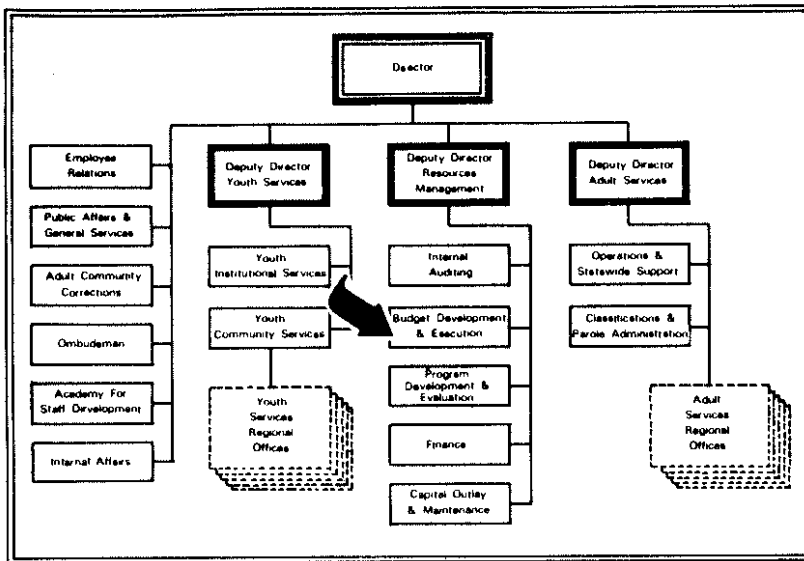 Director
Employee
Relations
Public Affairs &
General Services
Adult Community
Corrections
Ombudsman
Academy For
Staff Development
Internal Affairs
Deputy Director
Youth Services
Youth
Institutional Services
Youth
Community Services
Youth
Services
Regional
Offices
Deputy Director
Resources
Management
Internal
Auditing
Budget Development
& Execution
Program
Development &
Evaluation
Finance
Capital Outlay
& Maintenance
Deputy Director
Adult Services
Operations &
Statewide Support
Classifications &
Parole Administration
Adult
Services
Regional
Offices